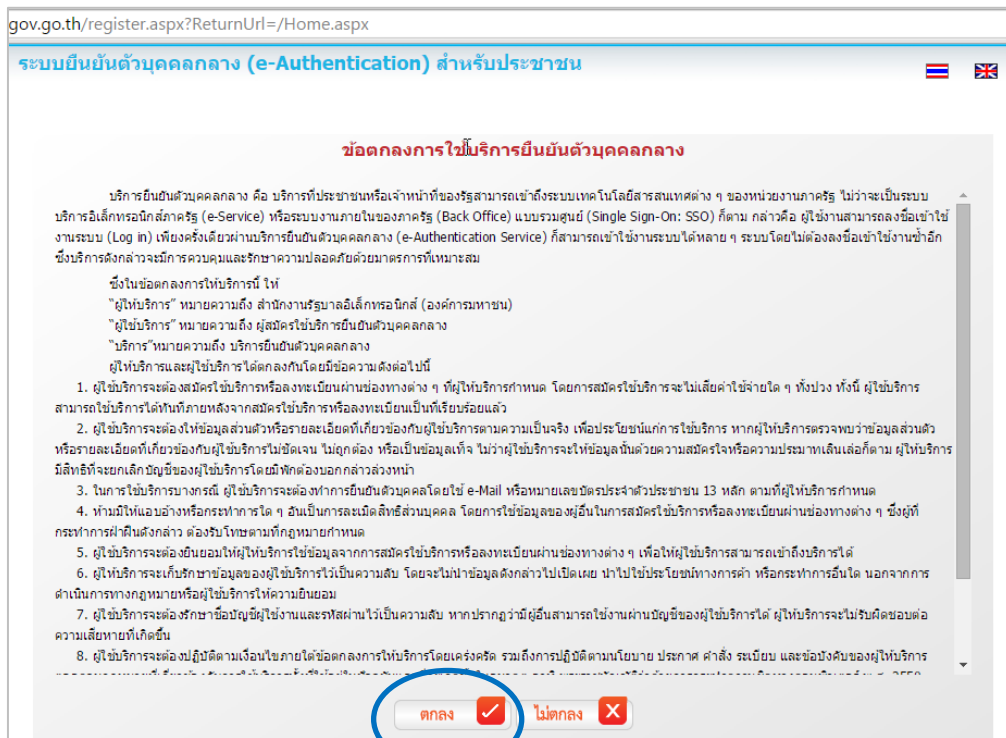 gov.go.th/register.aspx?ReturnUrl=/Home.aspx
ระบบยืนยันตัวบุคคลกลาง (e-Authentication) สำหรับประชาชน
ข้อตกลงการใช้บริการยืนยันตัวบุคคลกลาง
บริการยืนยันตัวบุคคลกลาง คือ บริการที่ประชาชนหรือเจ้าหน้าที่ของรัฐสามารถเข้าถึงระบบเทคโนโลยีสารสนเทศต่าง ๆ ของหน่วยงานภาครัฐ ไม่ว่าจะเป็นระบบ
บริการอิเล็กทรอนิกส์ภาครัฐ (e-Service) หรือระบบงานภายในของภาครัฐ (Back Office) แบบรวมศูนย์ (Single Sign-On: SSO) ก็ตาม กล่าวคือ ผู้ใช้งานสามารถลงชื่อเข้าใช้
งานระบบ (Log in) เพียงครั้งเดียวผ่านบริการยืนยันตัวบุคคลกลาง (e-Authentication Service) ก็สามารถเข้าใช้งานระบบได้หลาย ๆ ระบบโดยไม่ต้องลงชื่อเข้าใช้งานซ้ำอีก
ซึ่งบริการดังกล่าวจะมีการควบคุมและรักษาความปลอดภัยด้วยมาตรการที่เหมาะสม
ซึ่งในข้อตกลงการให้บริการนี้ ให้
"ผู้ให้บริการ" หมายความถึง สำนักงานรัฐบาลอิเล็กทรอนิกส์ (องค์การมหาชน)
"ผู้ใช้บริการ" หมายความถึง ผู้สมัครใช้บริการยืนยันตัวบุคคลกลาง
"บริการ"หมายความถึง บริการยืนยันตัวบุคคลกลาง
ผู้ให้บริการและผู้ใช้บริการได้ตกลงกันโดยมีข้อความดังต่อไปนี้
1. ผู้ใช้บริการจะต้องสมัครใช้บริการหรือลงทะเบียนผ่านช่องทางต่าง ๆ ที่ผู้ให้บริการกำหนด โดยการสมัครใช้บริการจะไม่เสียค่าใช้จ่ายใด ๆ ทั้งปวง ทั้งนี้ ผู้ใช้บริการ
สามารถใช้บริการได้ทันทีภายหลังจากสมัครใช้บริการหรือลงทะเบียนเป็นที่เรียบร้อยแล้ว
2. ผู้ใช้บริการจะต้องให้ข้อมูลส่วนตัวหรือรายละเอียดที่เกี่ยวข้องกับผู้ใช้บริการตามความเป็นจริง เพื่อประโยชน์แก่การใช้บริการ หากผู้ให้บริการตรวจพบว่าข้อมูลส่วนตัว
หรือรายละเอียดที่เกี่ยวข้องกับผู้ใช้บริการไม่ชัดเจน ไม่ถูกต้อง หรือเป็นข้อมูลเท็จ ไม่ว่าผู้ใช้บริการจะให้ข้อมูลนั้นด้วยความสมัครใจหรือความประมาทเลินเล่อก็ตาม ผู้ให้บริการ
มีสิทธิที่จะยกเลิกบัญชีของผู้ใช้บริการโดยมิพักต้องบอกกล่าวล่วงหน้า
3. ในการใช้บริการบางกรณี ผู้ใช้บริการจะต้องทำการยืนยันตัวบุคคลโดยใช้ e-Mail หรือหมายเลขบัตรประจำตัวประชาชน 13 หลัก ตามที่ผู้ให้บริการกำหนด
4. ห้ามมิให้แอบอ้างหรือกระทำการใด ๆ อันเป็นการละเมิดสิทธิส่วนบุคคล โดยการใช้ข้อมูลของผู้อื่นในการสมัครใช้บริการหรือลงทะเบียนผ่านช่องทางต่าง ๆ ซึ่งผู้ที่
กระทำการฝ่าฝืนดังกล่าว ต้องรับโทษตามที่กฎหมายกำหนด
5. ผู้ใช้บริการจะต้องยินยอมให้ผู้ให้บริการใช้ข้อมูลจากการสมัครใช้บริการหรือลงทะเบียนผ่านช่องทางต่าง ๆ เพื่อให้ผู้ใช้บริการสามารถเข้าถึงบริการได้
6. ผู้ให้บริการจะเก็บรักษาข้อมูลของผู้ใช้บริการไว้เป็นความลับ โดยจะไม่นำข้อมูลดังกล่าวไปเปิดเผย นำไปใช้ประโยชน์ทางการค้า หรือกระทำการอื่นใด นอกจากการ
ดำเนินการทางกฎหมายหรือผู้ใช้บริการให้ความยินยอม
7. ผู้ใช้บริการจะต้องรักษาชื่อบัญชีผู้ใช้งานและรหัสผ่านไว้เป็นความลับ หากปรากฏว่ามีผู้อื่นสามารถใช้งานผ่านบัญชีของผู้ใช้บริการได้ ผู้ให้บริการจะไม่รับผิดชอบต่อ
ความเสียหายที่เกิดขึ้น
8. ผู้ใช้บริการจะต้องปฏิบัติตามเงื่อนไขภายใต้ข้อตกลงการให้บริการโดยเคร่งครัด รวมถึงการปฏิบัติตามนโยบาย ประกาศ คำสั่ง ระเบียบ และข้อบังคับของผู้ให้บริการ
ตกลง ไม่ตกลง